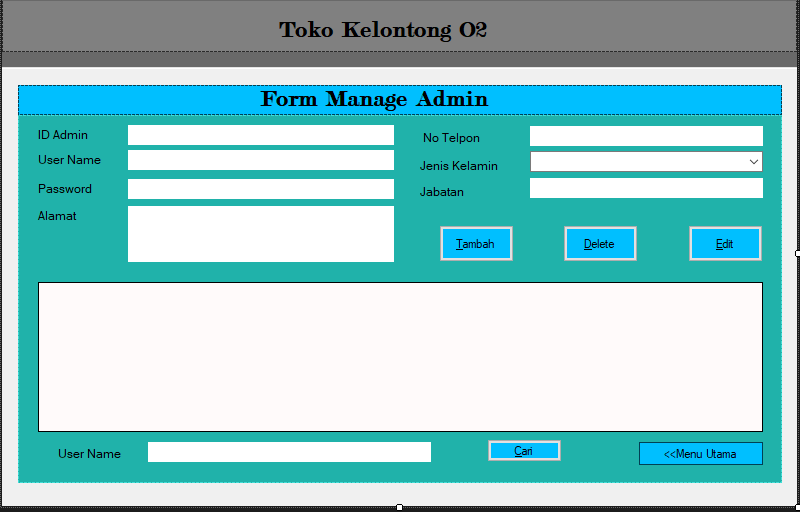 Toko Kelontong O2
Form Manage Admin
ID Admin
User Name
Password
Alamat
No Telpon
Jenis Kelamin
Jabatan
Tambah
Delete
Edit
User Name
Cari
<<Menu Utama